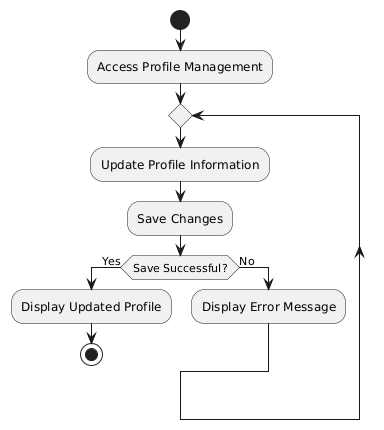 Access Profile Management
Update Profile Information
Save Changes
Yes
Save Successful?
No
Display Updated Profile
Display Error Message